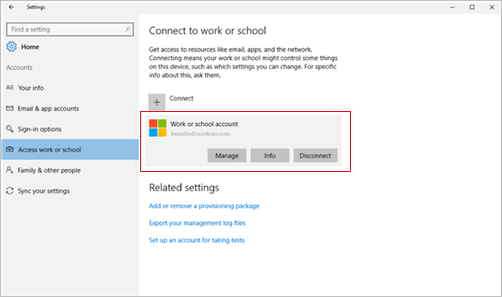 Settings
Find a setting
Home
Accounts
Your info
Email & app accounts
Sign-in options
Access work or school
Family & other people
Sync your settings
Connect to work or school
Get access to resources like email, apps, and the network.
Connecting means your work or school might control some things
on this device, such as which settings you can change. For specific
info about this, ask them.
Connect
Work or school account
Manage
Info
Disconnect
Related settings
Add or remove a provisioning package
Export your management log files
Set up an account for taking tests